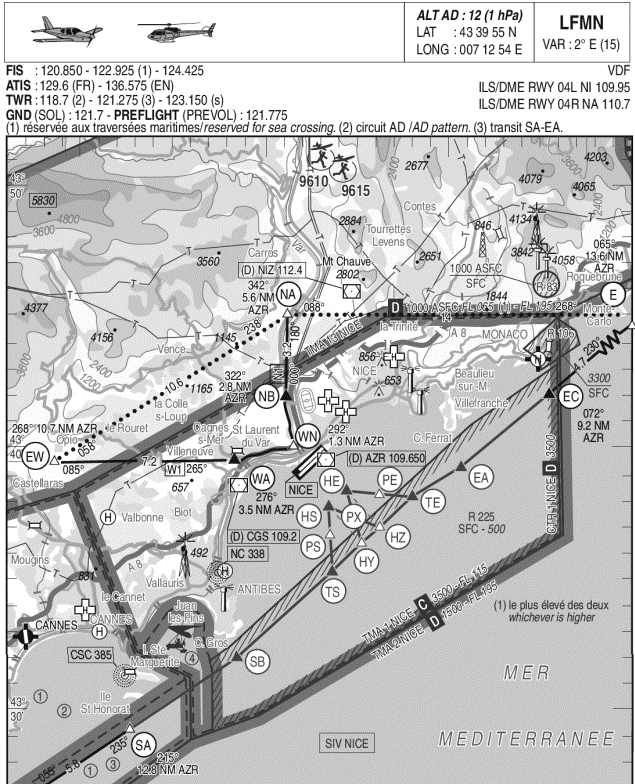 ALT AD : 12 (1 hPa)
LAT : 43 39 55 N
LONG : 007 12 54 E
LFMN
VAR : 2° E (15)
FIS : 120.850 - 122.925 (1) - 124.425
ATIS : 129.6 (FR) - 136.575 (EN)
TWR : 118.7 (2) - 121.275 (3) - 123.150 (s)
GND (SOL) : 121.7 - PREFLIGHT (PREVOL) : 121.775
VDF
ILS/DME RWY 04L NI 109.95
ILS/DME RWY 04R NA 110.7
(1) réservée aux traversées maritimes/reserved for sea crossing. (2) circuit AD /AD pattern. (3) transit SA-EA.
43°
50'
5830
4800
3600
9610
9615
2400
2677
3600
4203
4079
4065
1200
Contes
2884
Tourrettes
Levens
846
4134
3842
4058
065°
13.6 NM
AZR
Roquebrune
3560
Carros
Var
Mt Chauve
2802
2651
1000 ASFC
SFC
R 83
(D) NIZ 112.4
342°
5.6 NM
AZR
NA
088°
D
1000 ASFC FL 055 (1) - FL 195
268°
1844
14
E
Monte-
Carlo
4377
4156
1145
238°
180°
3.2
N1
000°
TMA 13 NICE
la Trinité
A 8
MONACO
Vence
10.6
1165
322°
2.8 NM
AZR
856
NICE
653
Beaulieu
sur-M.
Villefranche
4.7
230°
3300
SFC
la Colle
s-Loup
NB
EC
072°
9.2 NM
AZR
268° 10.7 NM AZR
43°
40'
le Rouret
Opio
058°
Cagnes
s-Mer
St Laurent
du Var
WN
292°
1.3 NM AZR
C. Ferrat
EW
085°
7.2
Villeneuve
W1
265°
(D) AZR 109.650
Castellaras
657
WA
276°
3.5 NM AZR
NICE
HE
PE
EA
TE
CTR 1 NICE D 3500
H
Valbonne
Biot
HS
PX
HZ
R 225
SFC - 500
(D) CGS 109.2
NC 338
PS
HY
492
Mougins
A 8
Vallauris
H
ANTIBES
TS
831
le Cannet
CANNES
CANNES
H
Juan
les Pins
TMA 1 NICE C 3500 - FL 115
TMA 2 NICE D 1500 - FL 195
(1) le plus élevé des deux
whichever is higher
CSC 385
I. Ste
Marguerite
C. Gros
4
SB
MER
43°
30'
1
2
Ile
St Honorat
SA
235°
215°
12.8 NM AZR
055°
5.8
1
3
SIV NICE
MEDITERRANEE